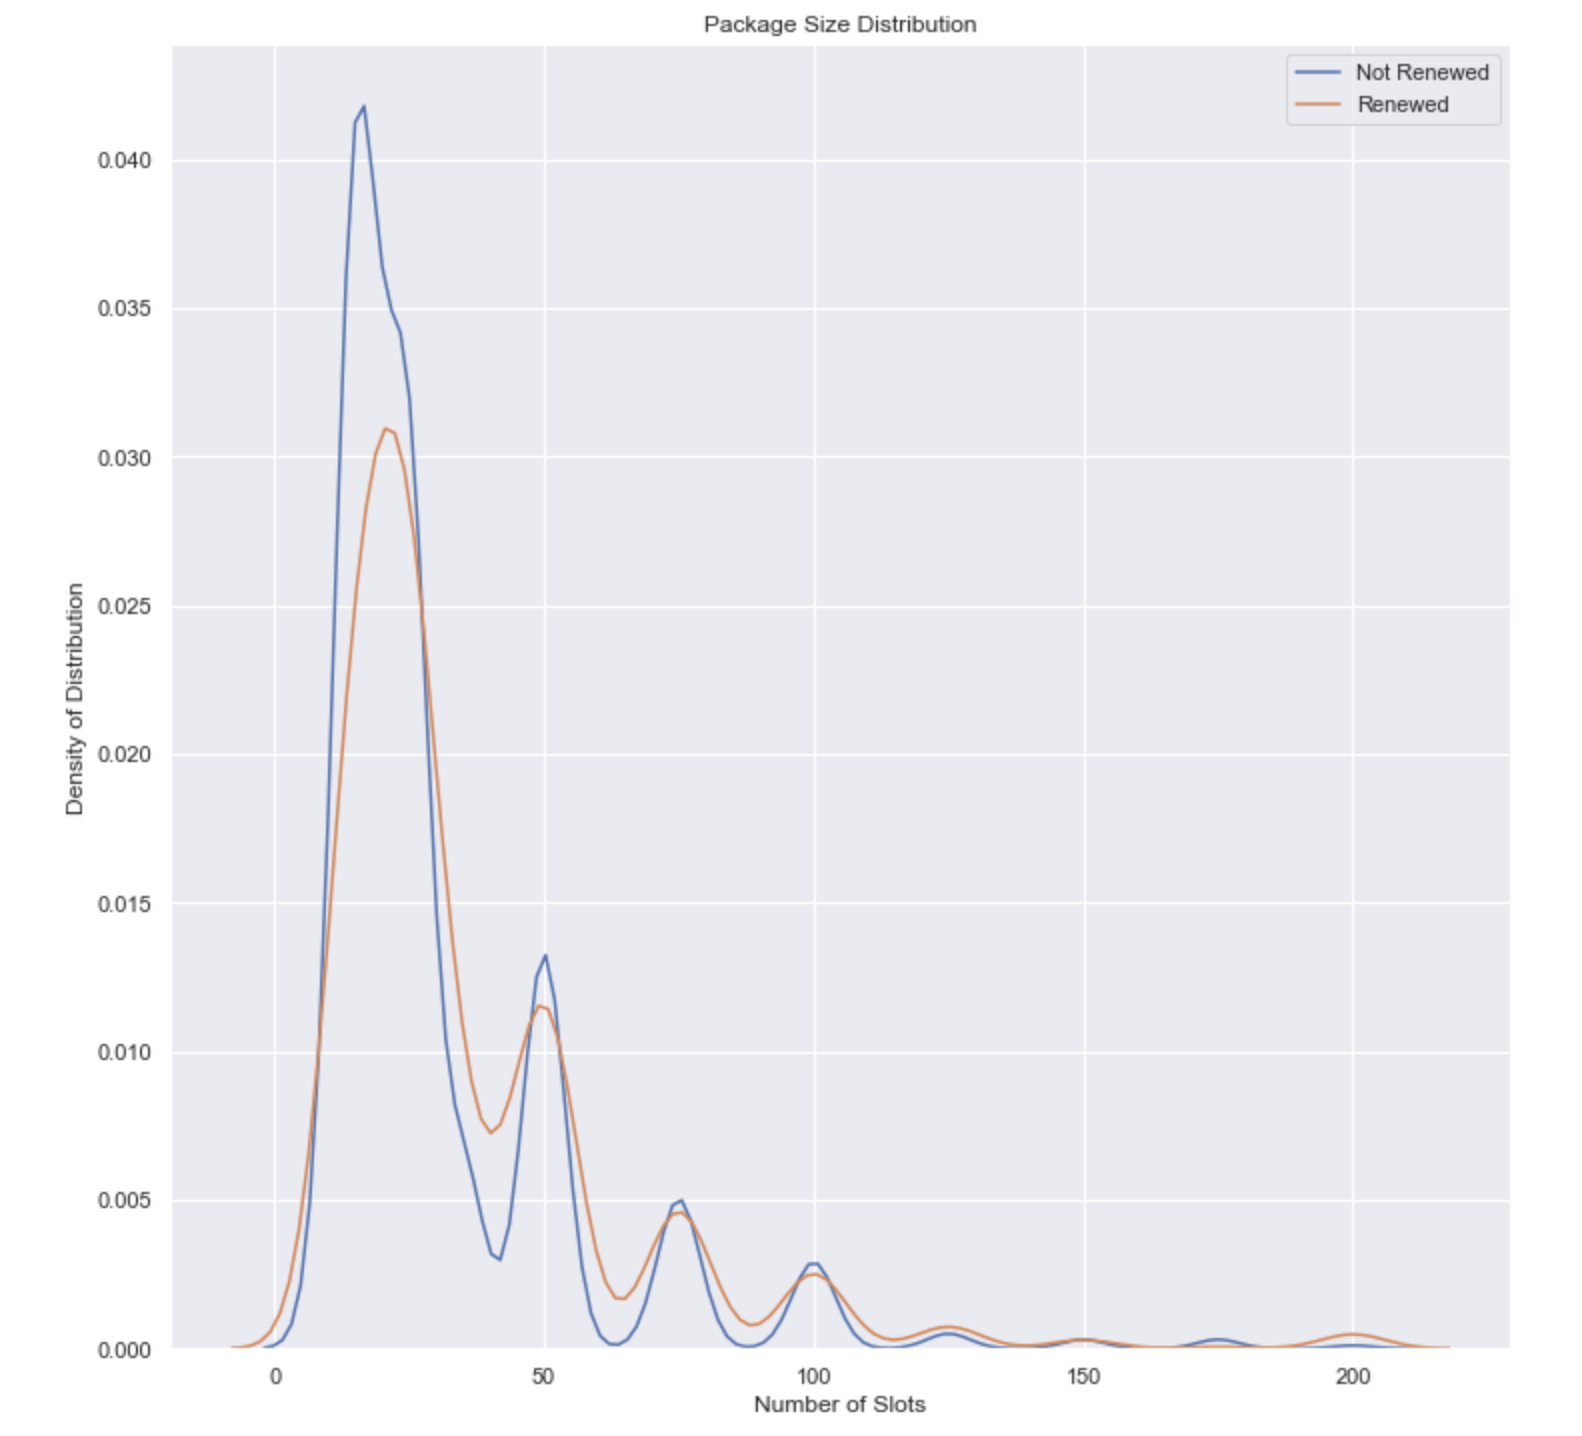 Package Size Distribution
Not Renewed
Renewed
0.040
0.035
0.030
0.025
0.020
0.015
0.010
0.005
0.000
Density of Distribution
0
50
100
150
200
Number of Slots